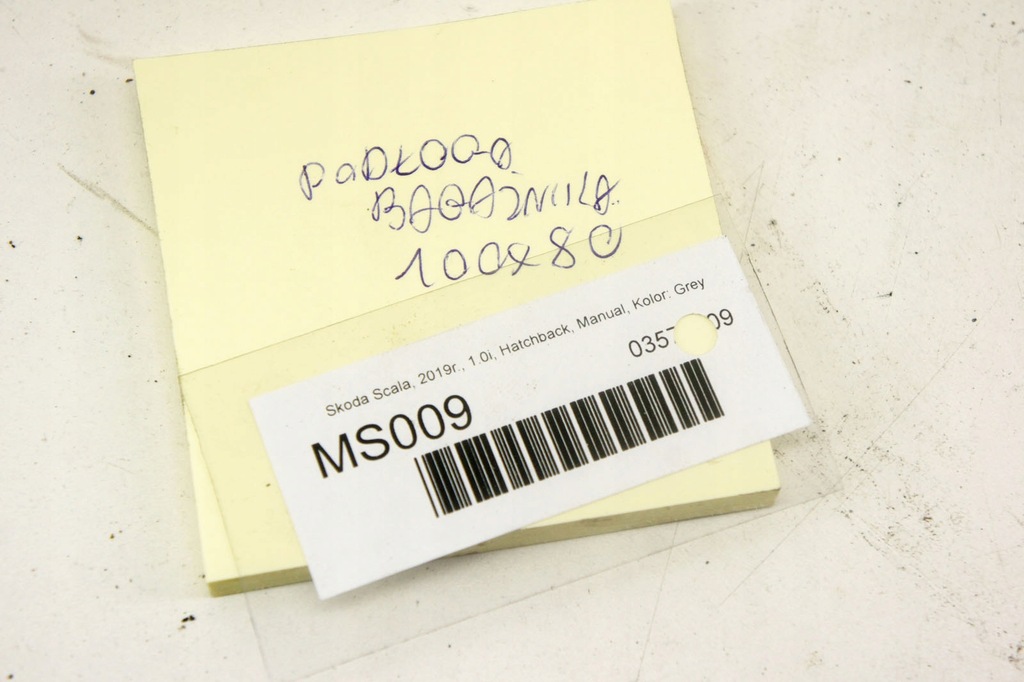 PODŁOGA
BAGAŻNIKA
100x80
Skoda Scala, 2019r., 1.0i, Hatchback, Manual, Kolor: Grey
MS009